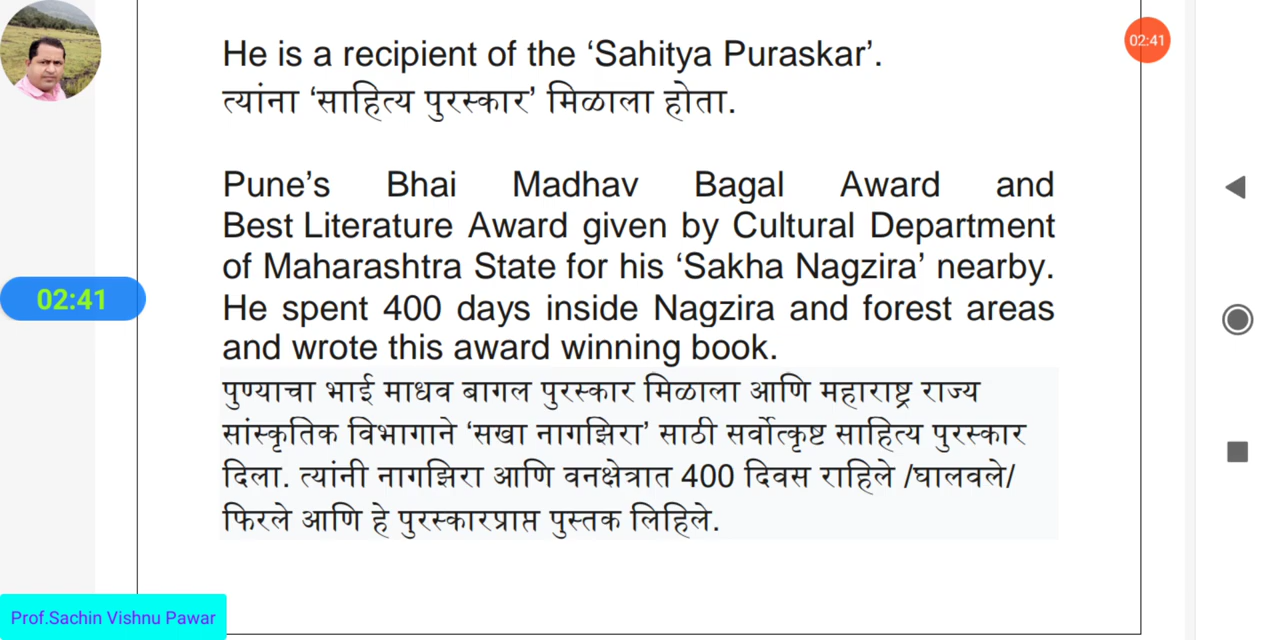 He is a recipient of the ‘Sahitya Puraskar’.
त्यांना ‘साहित्य पुरस्कार’ मिळाला होता.
Pune’s Bhai Madhav Bagal Award and
Best Literature Award given by Cultural Department
of Maharashtra State for his ‘Sakha Nagzira’ nearby.
He spent 400 days inside Nagzira and forest areas
and wrote this award winning book.
पुण्याचा भाई माधव बागल पुरस्कार मिळाला आणि महाराष्ट्र राज्य
सांस्कृतिक विभागाने ‘सखा नागझिरा’ साठी सर्वोत्कृष्ट साहित्य पुरस्कार
दिला. त्यांनी नागझिरा आणि वनक्षेत्रात 400 दिवस राहिले /घालवले/
फिरले आणि हे पुरस्कारप्राप्त पुस्तक लिहिले.
02:41
02:41
Prof.Sachin Vishnu Pawar